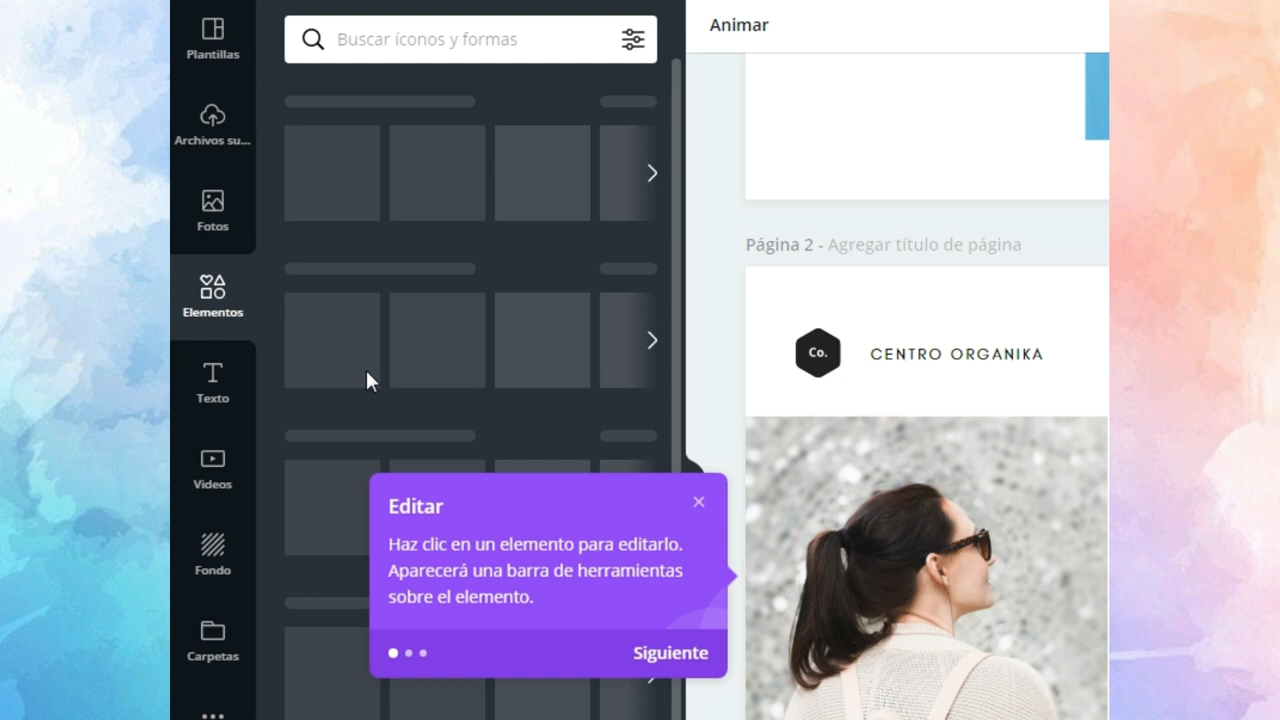 Plantillas
Archivos su...
Fotos
Elementos
Texto
Videos
Fondo
Carpetas
Buscar íconos y formas
Animar
Página 2 - Agregar título de página
Co.
CENTRO ORGANIKA
Editar
Haz clic en un elemento para editarlo.
Aparecerá una barra de herramientas
sobre el elemento.
Siguiente